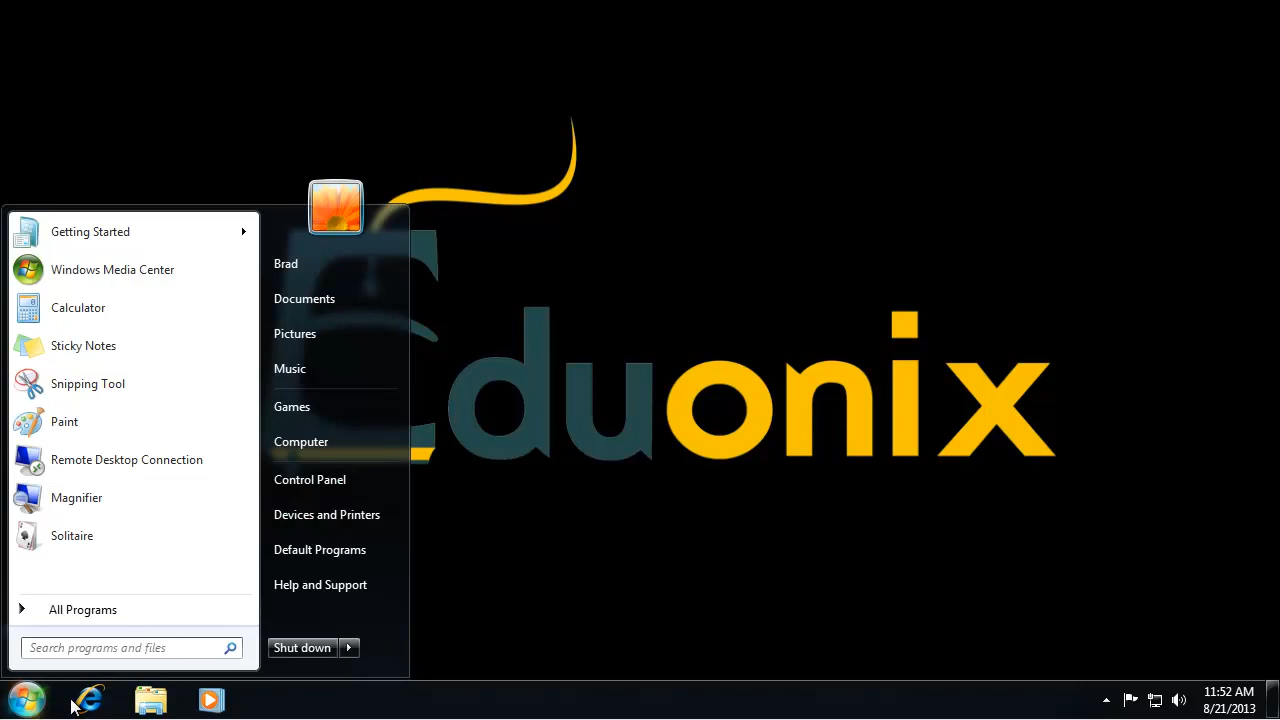 Getting Started
Windows Media Center
Calculator
Sticky Notes
Snipping Tool
Paint
Remote Desktop Connection
Magnifier
Solitaire
All Programs
Search programs and files
Brad
Documents
Pictures
Music
Games
Computer
Control Panel
Devices and Printers
Default Programs
Help and Support
Shut down
Eduonix
11:52 AM
8/21/2013